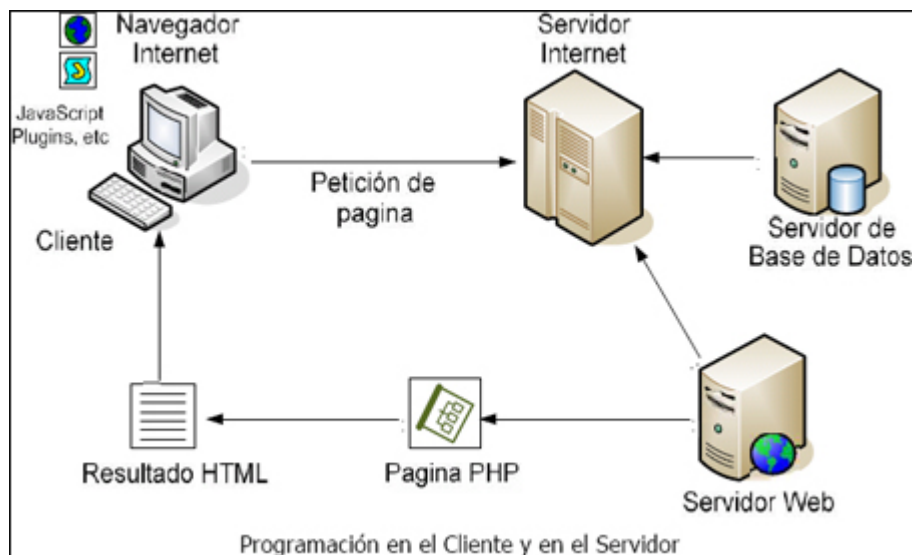 Navegador
Internet
JavaScript
Plugins, etc
Cliente
Petición de
pagina
Servidor
Internet
Servidor de
Base de Datos
Resultado HTML
Pagina PHP
Servidor Web
Programación en el Cliente y en el Servidor